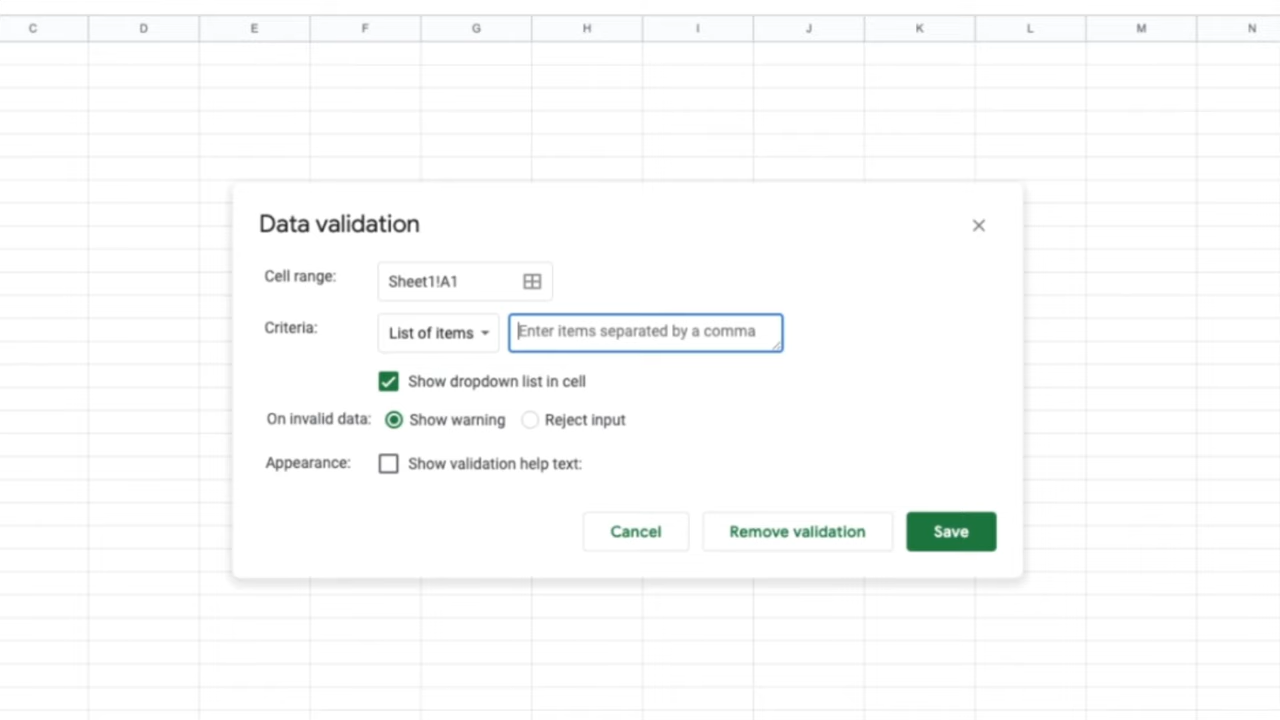 C D E F G H I J K L M N
Data validation
Cell range: Sheet1!A1
Criteria: List of items Enter items separated by a comma
Show dropdown list in cell
On invalid data: Show warning Reject input
Appearance: Show validation help text:
Cancel Remove validation Save